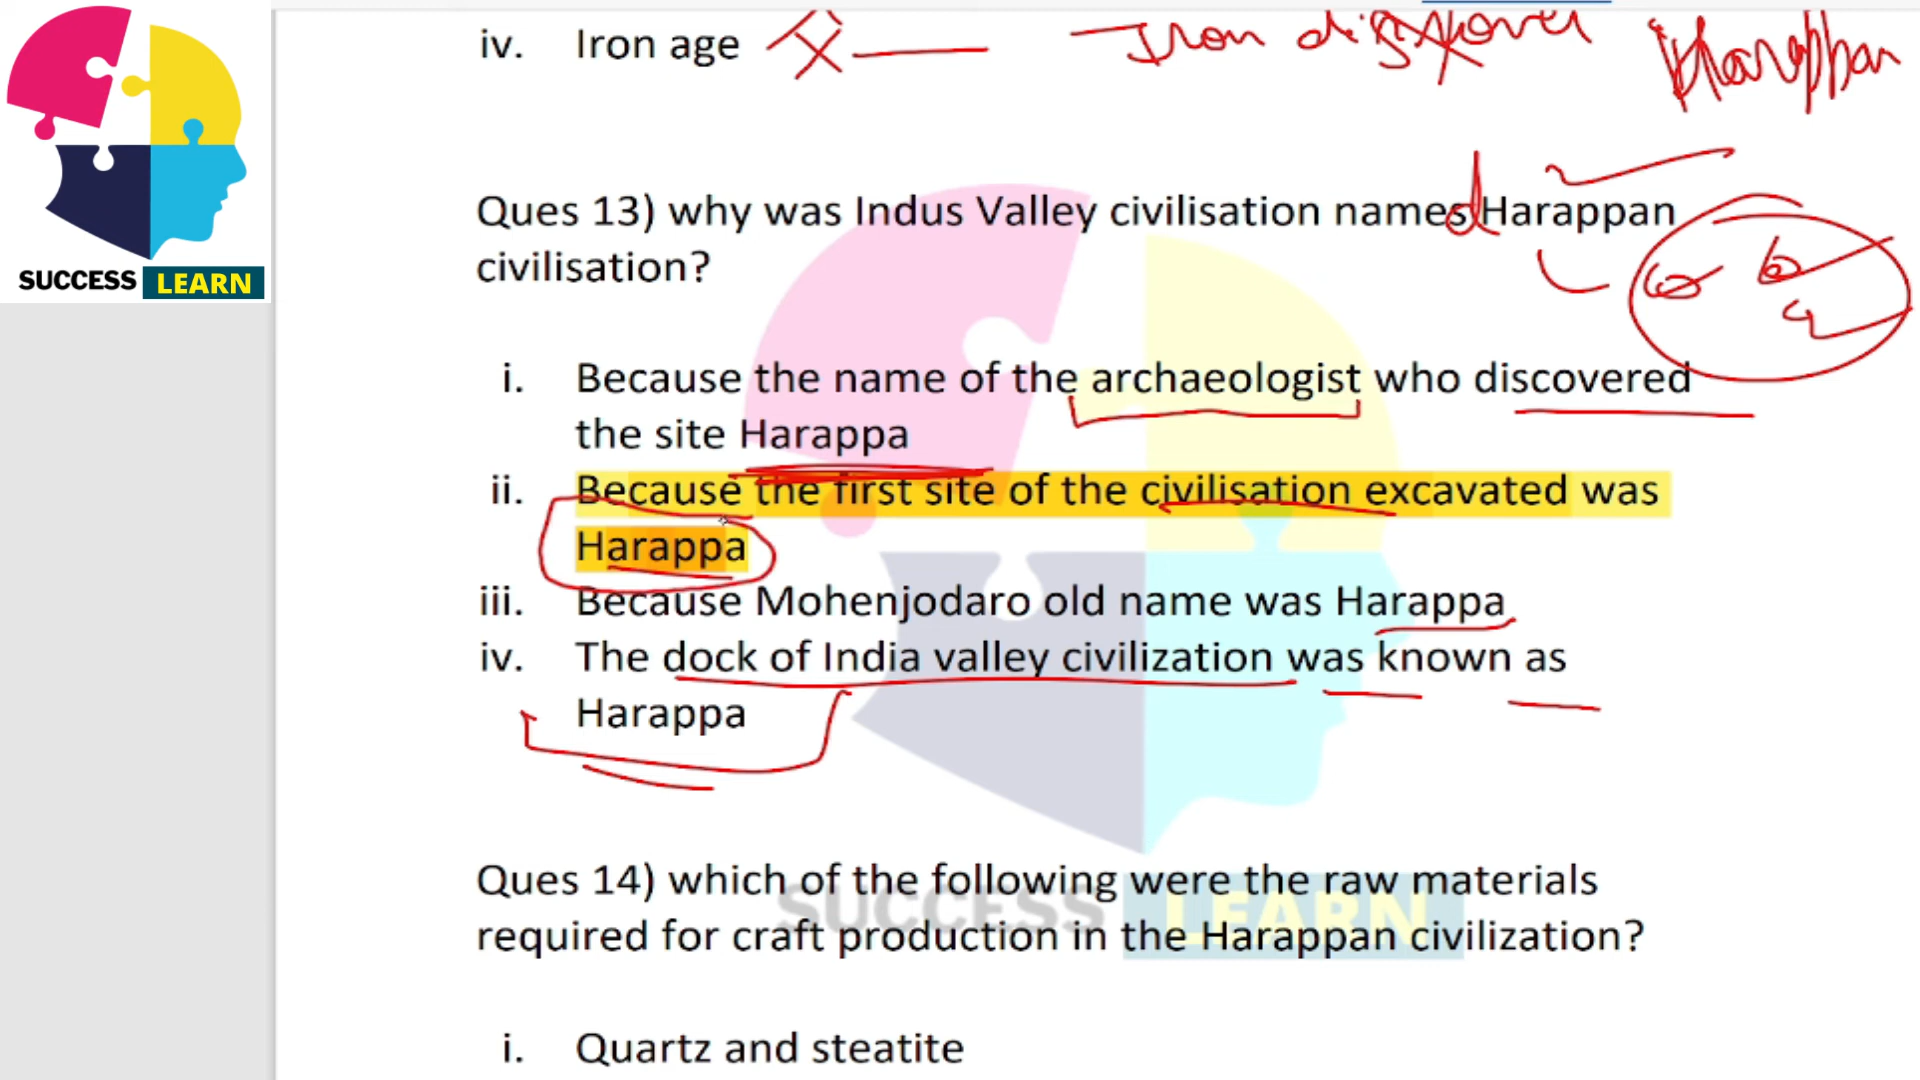 iv. Iron age Iron discover Harappan
Ques 13) why was Indus Valley civilisation names d Harappan
civilisation?
i. Because the name of the archaeologist who discovered
the site Harappa
ii. Because the first site of the civilisation excavated was
Harappa
iii. Because Mohenjodaro old name was Harappa
iv. The dock of India valley civilization was known as
Harappa
Ques 14) which of the following were the raw materials
required for craft production in the Harappan civilization?
i. Quartz and steatite
SUCCESS LEARN
SUCCESS LEARN